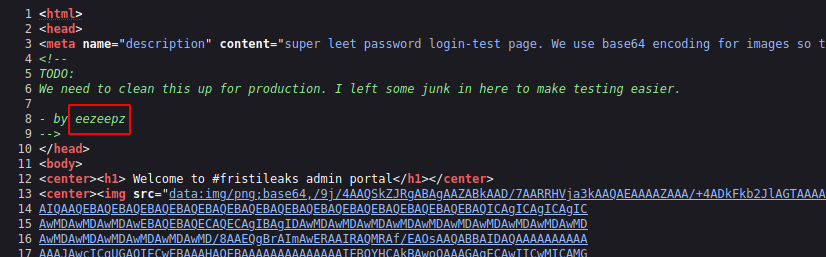 1 <html>
2 <head>
3 <meta name="description" content="super leet password login-test page. We use base64 encoding for images so t
4 <!--
5 TODO:
6 We need to clean this up for production. I left some junk in here to make testing easier.
7
8 - by eezeepz
9 -->
10 </head>
11 <body>
12 <center><h1> Welcome to #fristileaks admin portal</h1></center>
13 <center><img src="data:img/png;base64,/9j/4AAQSkZJRgABAgAAZABkAAD/7AARRHVja3kAAQAEAAAAZAAA/+4ADkFkb2JlAGTAAAA
14 AIQAAQEBAQEBAQEBAQEBAQECAQEBAQEBAQEBAQEBAQEBAQEBAQEBAQEBAQEBAQICAgICAgICAgIC
15 AwMDAwMDAwMDAwEBAQEBAQECAQECAgIBAgIDAwMDAwMDAwMDAwMDAwMDAwMDAwMDAwMDAwMDAwMD
16 AwMDAwMDAwMDAwMDAwMDAwMD/8AAEQgBrAImAwERAAIRAQMRAf/EAOsAAQABBAIDAQAAAAAAAAAA
17